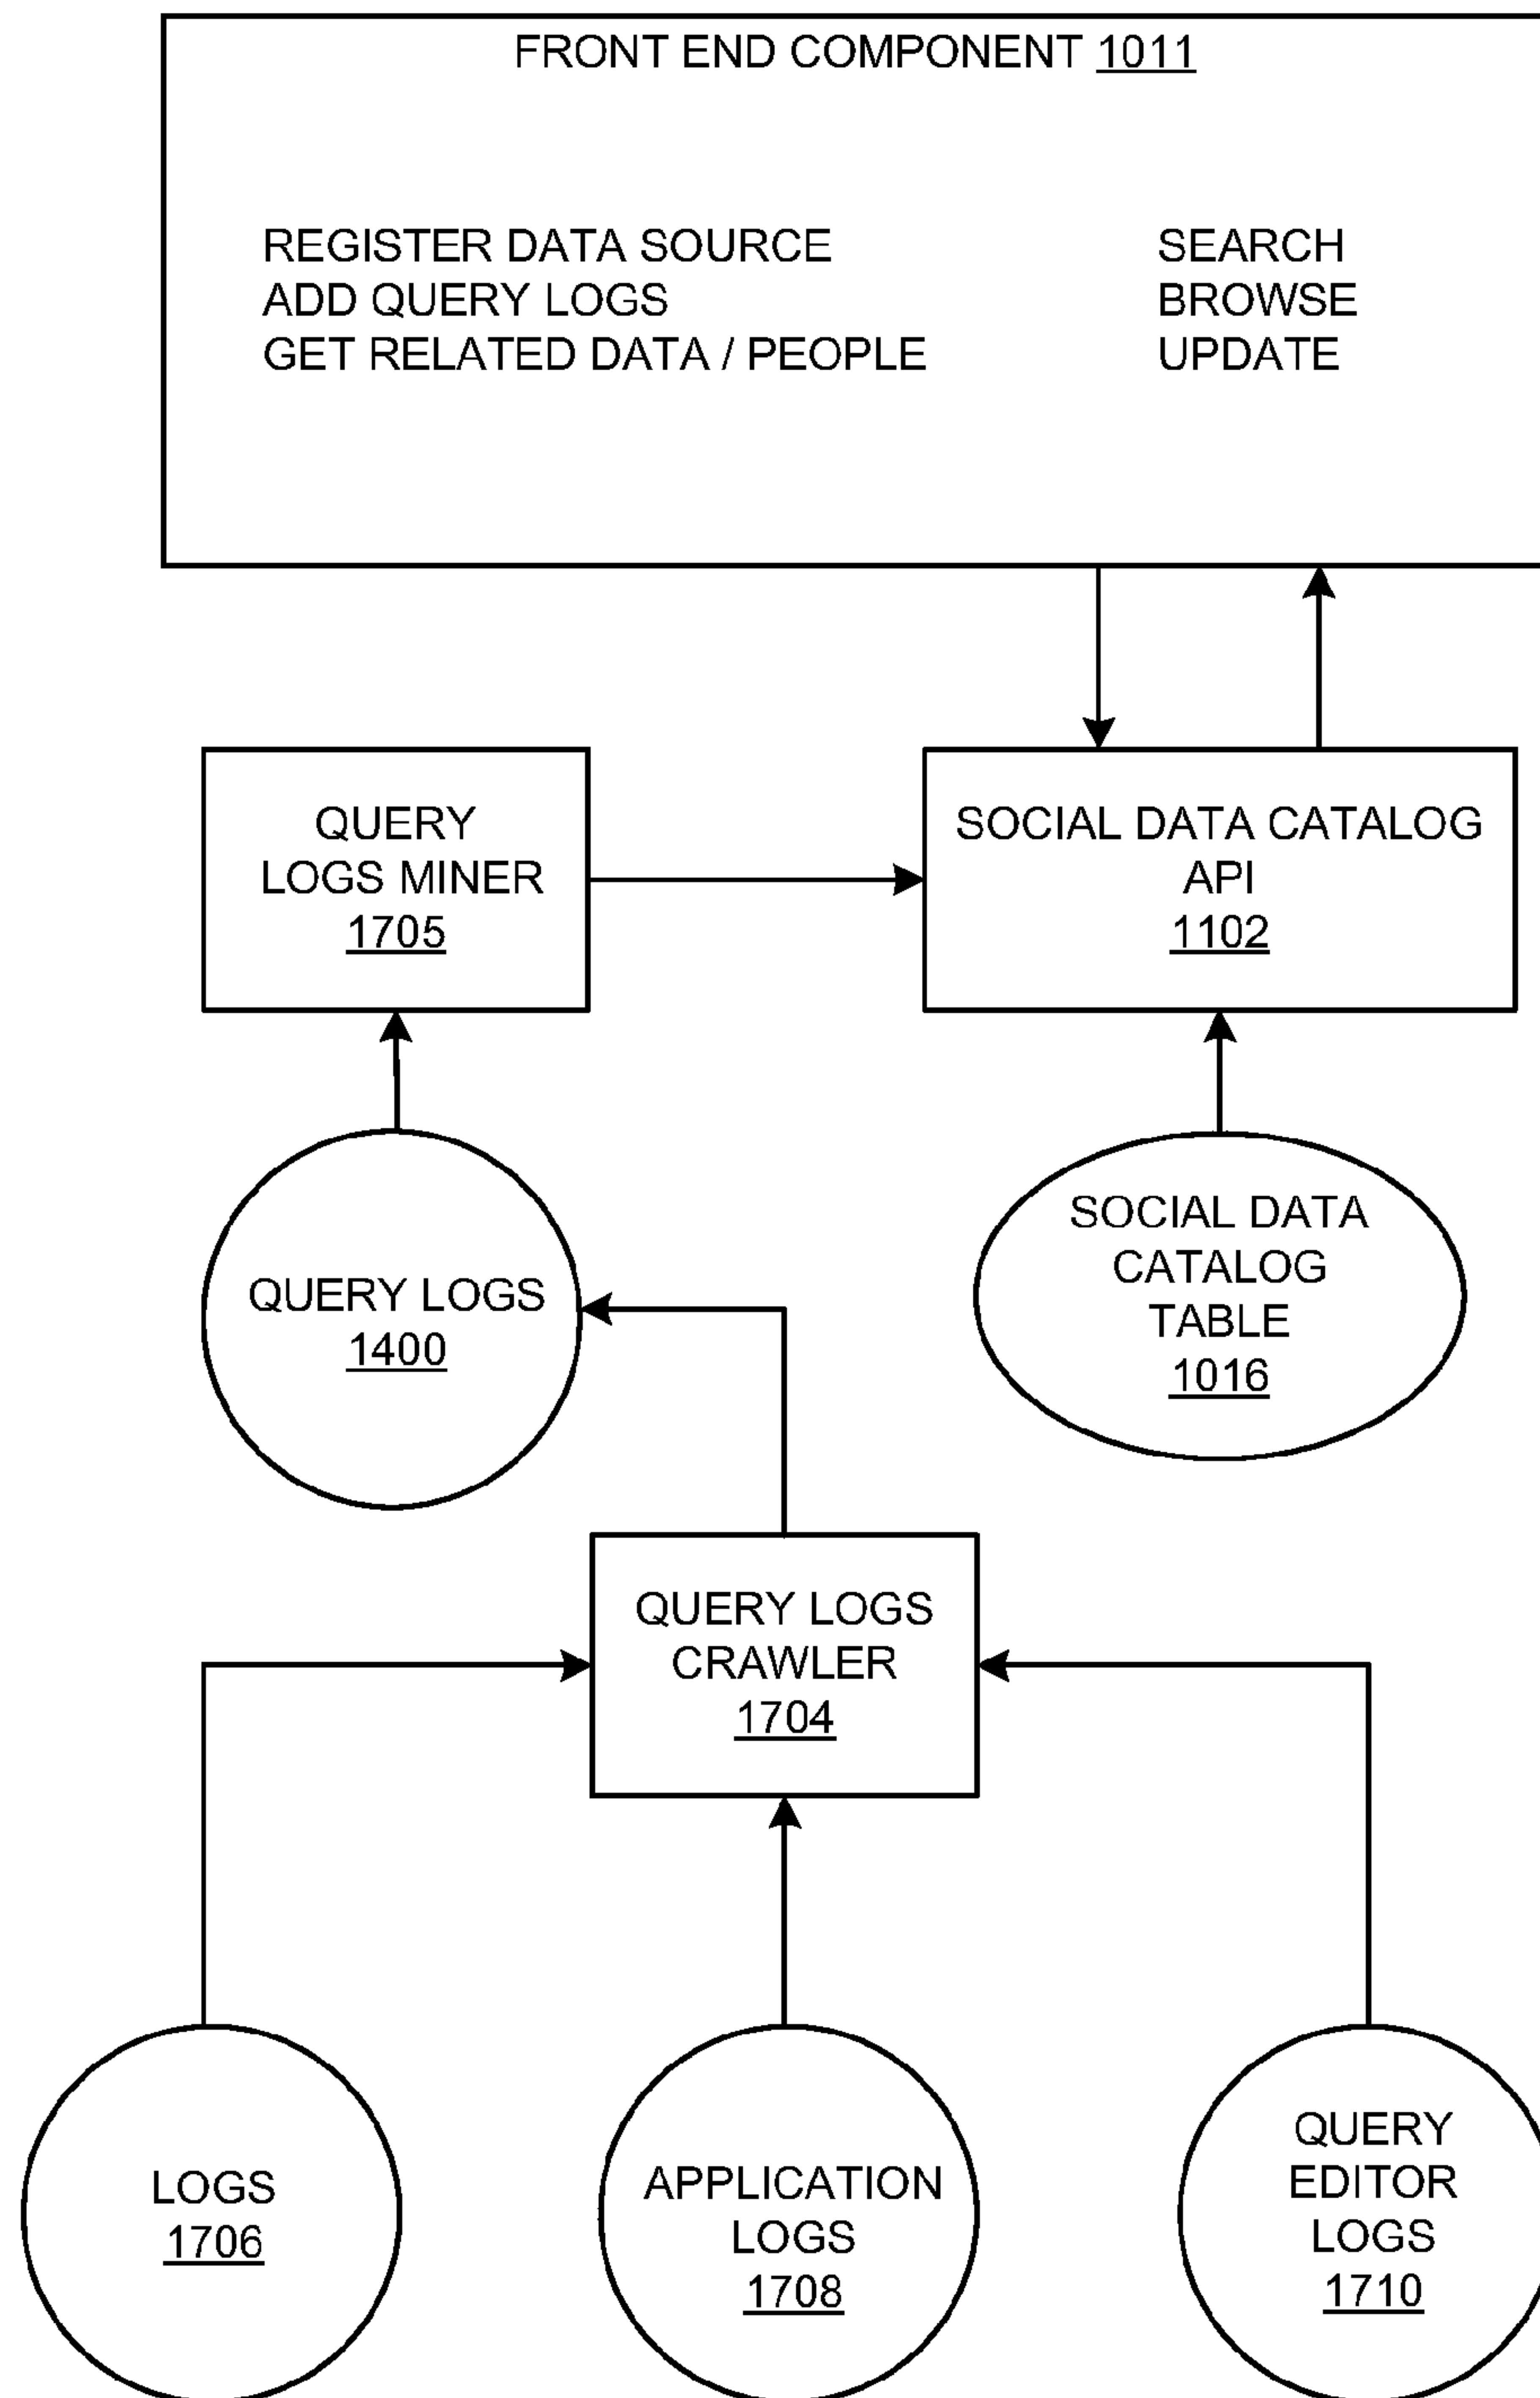 FRONT END COMPONENT 1011
REGISTER DATA SOURCE
ADD QUERY LOGS
GET RELATED DATA / PEOPLE
SEARCH
BROWSE
UPDATE
QUERY
LOGS MINER
1705
SOCIAL DATA CATALOG
API
1102
QUERY LOGS
1400
SOCIAL DATA
CATALOG
TABLE
1016
QUERY LOGS
CRAWLER
1704
LOGS
1706
APPLICATION
LOGS
1708
QUERY
EDITOR
LOGS
1710